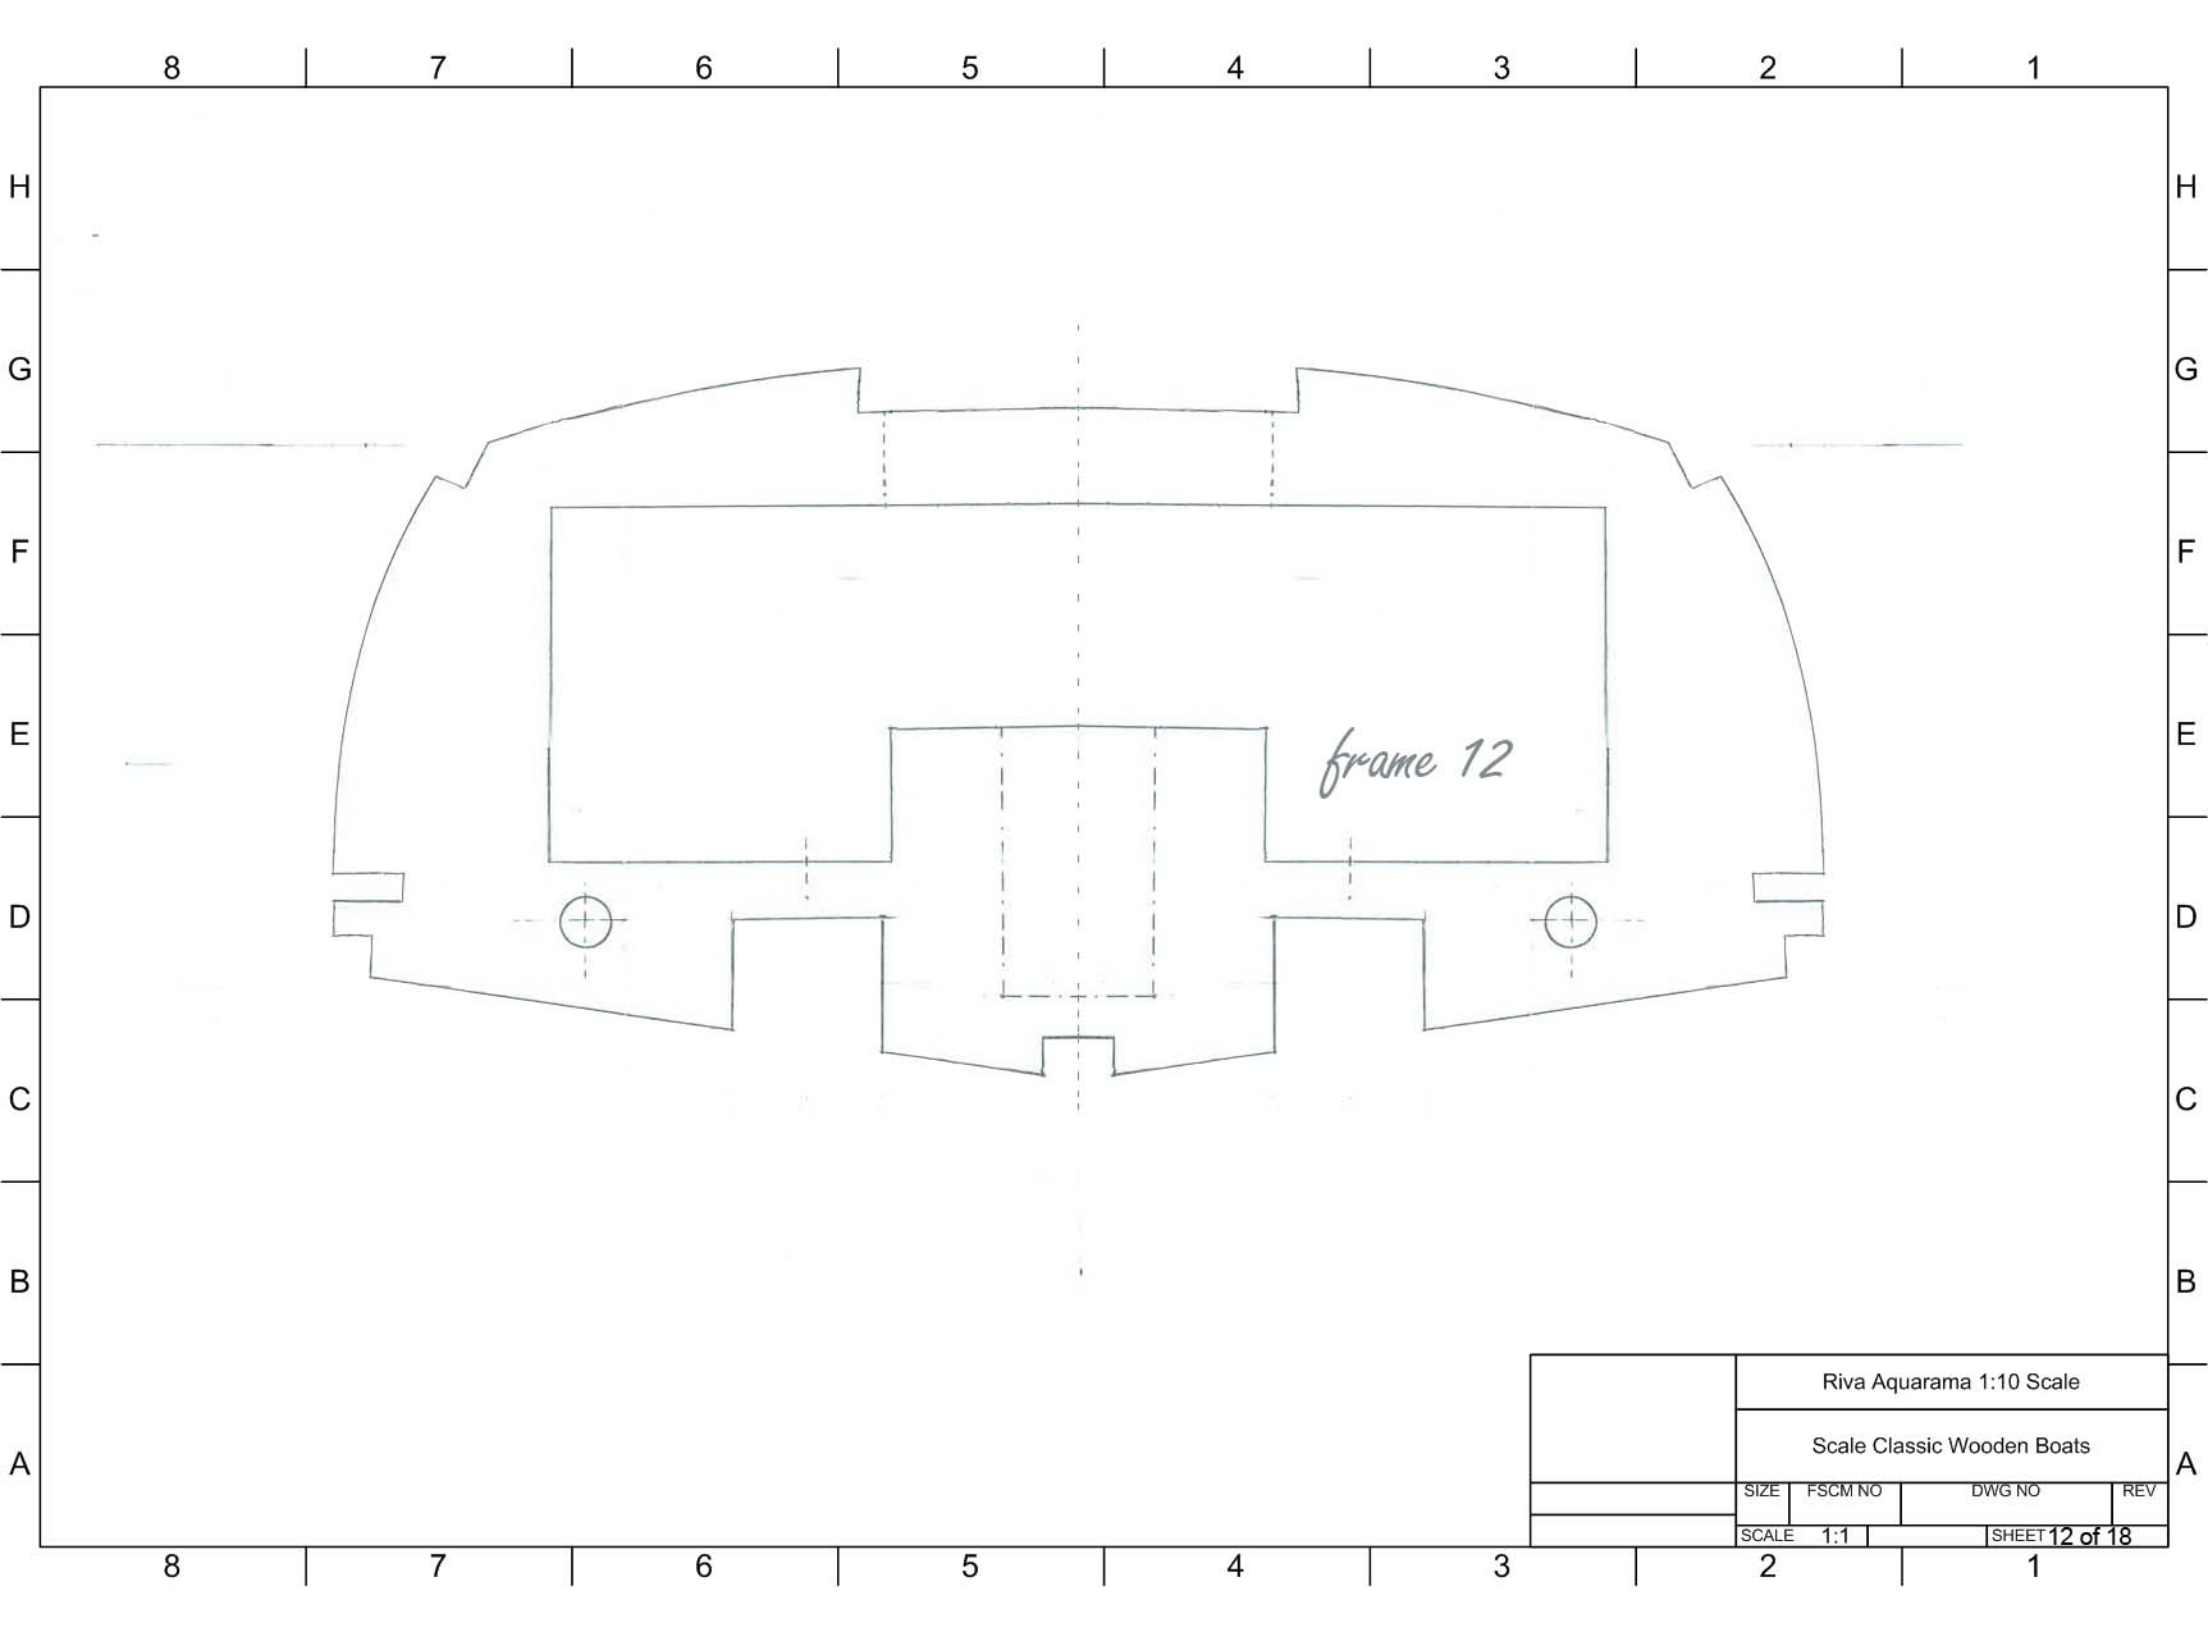 8 7 6 5 4 3 2 1
H H
G G
F F
E E
frame 12
D D
C C
B B
Riva Aquarama 1:10 Scale
Scale Classic Wooden Boats
A A
SIZE FSCM NO DWG NO REV
SCALE 1:1 SHEET 12 of 18
8 7 6 5 4 3 2 1